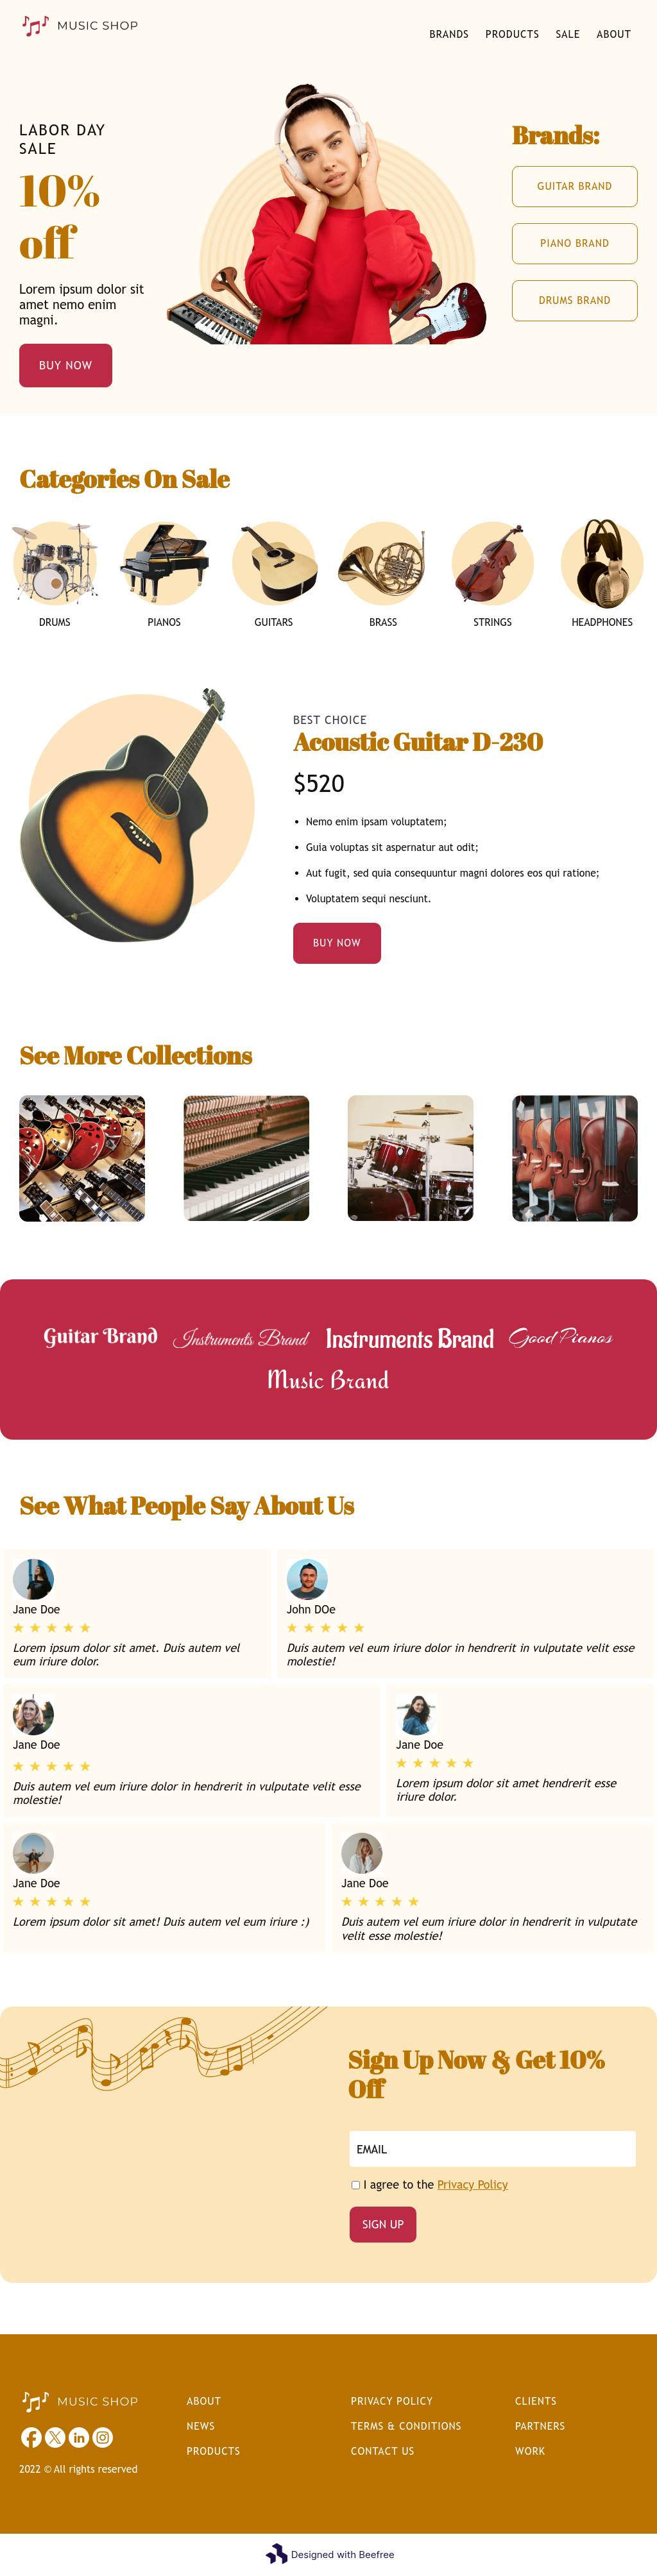 MUSIC SHOP
BRANDS PRODUCTS SALE ABOUT
LABOR DAY
SALE
10%
off
Lorem ipsum dolor sit
amet nemo enim
magni.
BUY NOW
Brands:
GUITAR BRAND
PIANO BRAND
DRUMS BRAND
Categories On Sale
DRUMS
PIANOS
GUITARS
BRASS
STRINGS
HEADPHONES
BEST CHOICE
Acoustic Guitar D-230
$520
Nemo enim ipsam voluptatem;
Guia voluptas sit aspernatur aut odit;
Aut fugit, sed quia consequuntur magni dolores eos qui ratione;
Voluptatem sequi nesciunt.
BUY NOW
See More Collections
Guitar Brand
Instruments Brand
Instruments Brand
Good Pianos
Music Brand
See What People Say About Us
Jane Doe
Lorem ipsum dolor sit amet. Duis autem vel
eum iriure dolor.
John DOe
Duis autem vel eum iriure dolor in hendrerit in vulputate velit esse
molestie!
Jane Doe
Duis autem vel eum iriure dolor in hendrerit in vulputate velit esse
molestie!
Jane Doe
Lorem ipsum dolor sit amet hendrerit esse
iriure dolor.
Jane Doe
Lorem ipsum dolor sit amet! Duis autem vel eum iriure :)
Jane Doe
Duis autem vel eum iriure dolor in hendrerit in vulputate
velit esse molestie!
Sign Up Now & Get 10%
Off
EMAIL
I agree to the Privacy Policy
SIGN UP
MUSIC SHOP
2022 © All rights reserved
ABOUT
NEWS
PRODUCTS
PRIVACY POLICY
TERMS & CONDITIONS
CONTACT US
CLIENTS
PARTNERS
WORK
Designed with Beefree